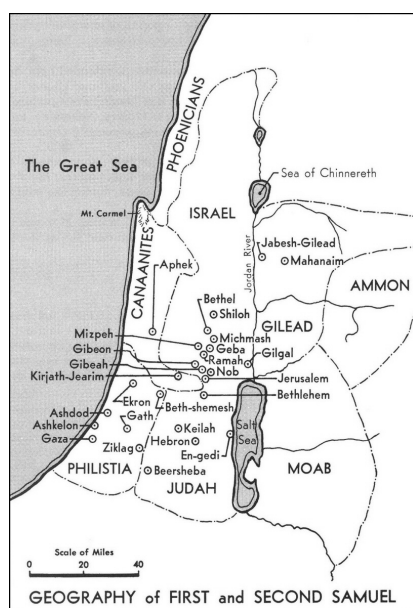 PHOENICIANS
The Great Sea
Sea of Chinnereth
Mt. Carmel
ISRAEL
CANAANITES
Jordan River
Jabesh-Gilead
Mahanaim
Aphek
AMMON
Bethel
Shiloh
GILEAD
Mizpeh
Michmash
Gibeon
Geba
Ramah
Gilgal
Gibeah
Nob
Kirjath-Jearim
Jerusalem
Ekron
Beth-shemesh
Bethlehem
Ashdod
Gath
Ashkelon
Keilah
Salt
Sea
Gaza
Hebron
Ziklag
En-gedi
PHILISTIA
Beersheba
MOAB
JUDAH
Scale of Miles
0 20 40
GEOGRAPHY of FIRST and SECOND SAMUEL